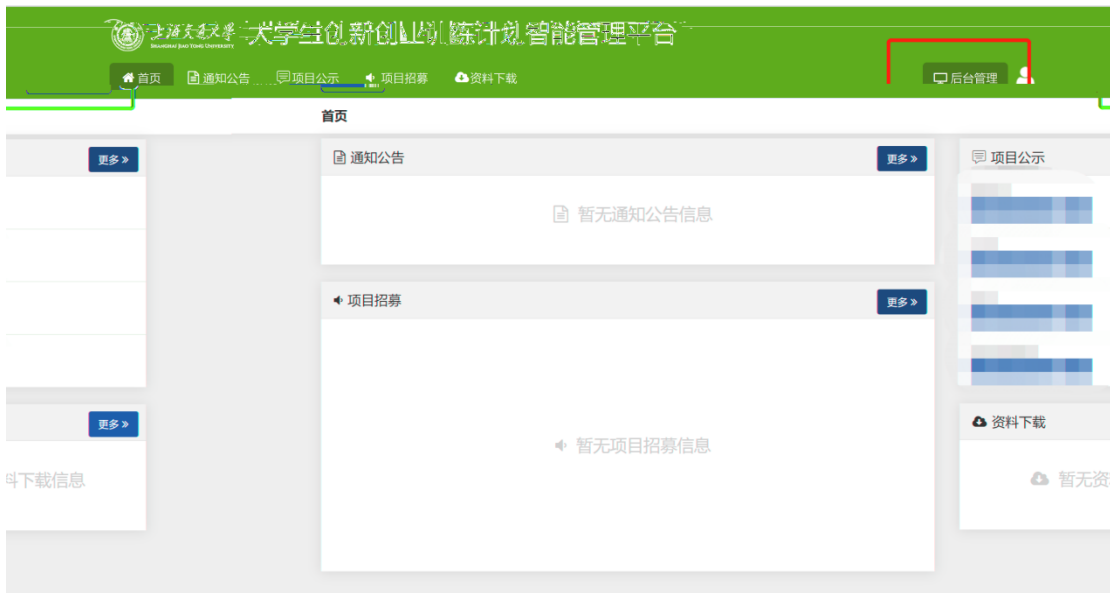 上海交通大学 大学生创新创业训练计划智能管理平台
SHANGHAI JIAO TONG UNIVERSITY
首页 通知公告 项目公示 项目招募 资料下载 后台管理
首页
更多 »
通知公告 更多 »
项目公示
暂无通知公告信息
项目招募 更多 »
更多 »
资料下载
暂无项目招募信息
料下载信息
暂无资